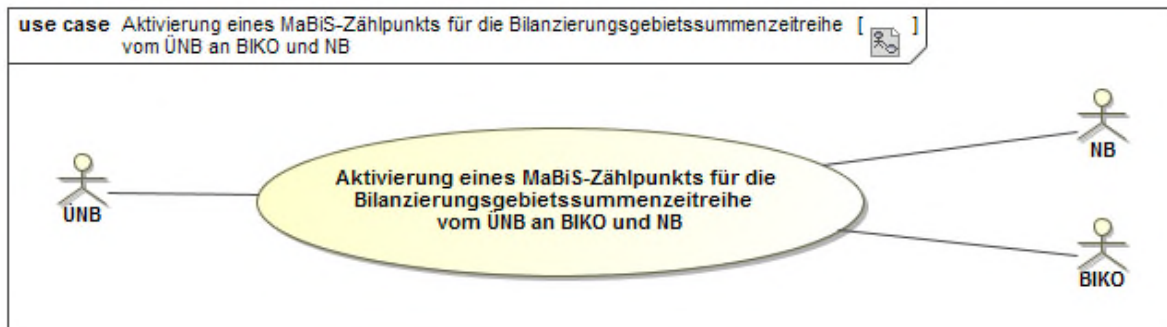 use case Aktivierung eines MaBiS-Zählpunkts für die Bilanzierungsgebietssummenzeitreihe [ ]
vom ÜNB an BIKO und NB
NB
Aktivierung eines MaBiS-Zählpunkts für die
Bilanzierungsgebietssummenzeitreihe
vom ÜNB an BIKO und NB
ÜNB
BIKO